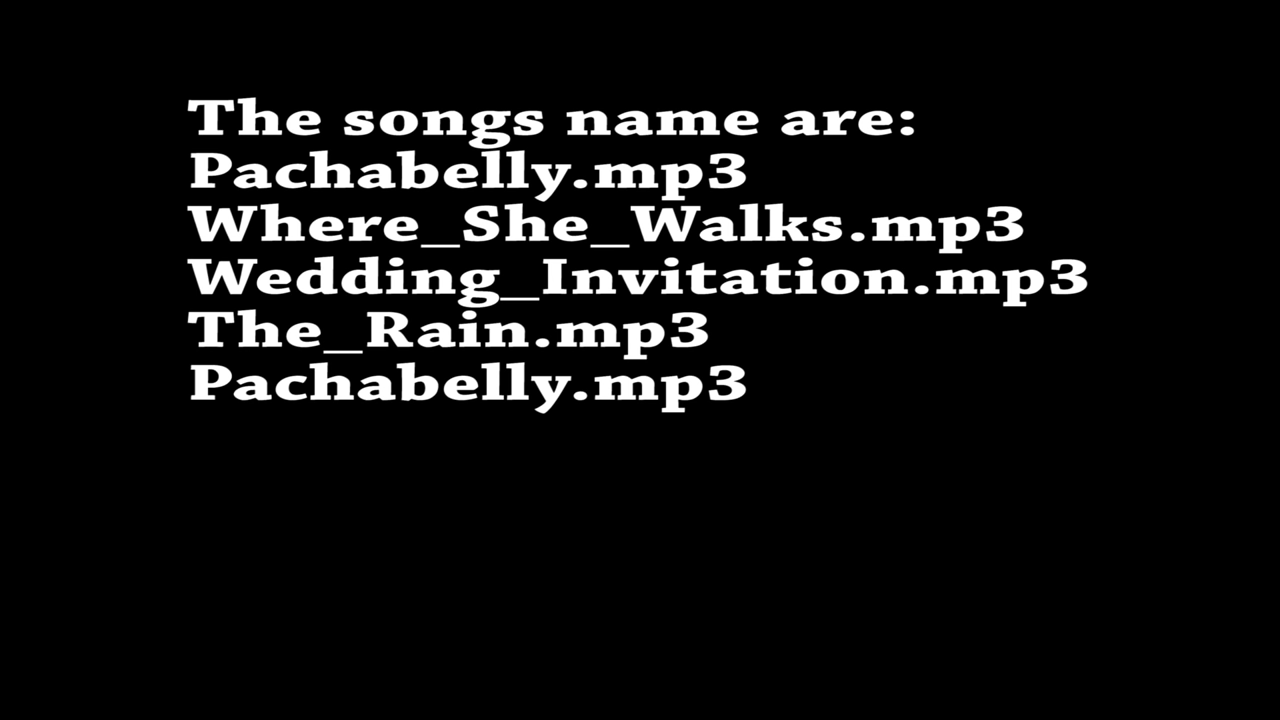 The songs name are:
Pachabelly.mp3
Where_She_Walks.mp3
Wedding_Invitation.mp3
The_Rain.mp3
Pachabelly.mp3